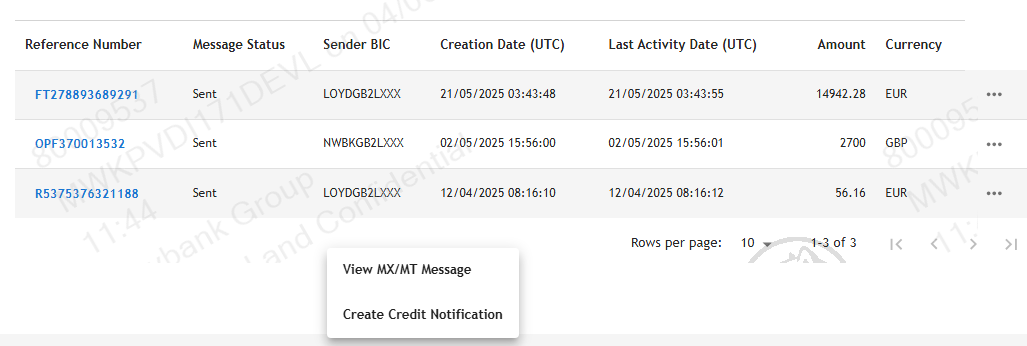 Reference Number Message Status Sender BIC Creation Date (UTC) Last Activity Date (UTC) Amount Currency
FT278893689291 Sent LOYDGB2LXXX 21/05/2025 03:43:48 21/05/2025 03:43:55 14942.28 EUR
OPF370013532 Sent NWBKGB2LXXX 02/05/2025 15:56:00 02/05/2025 15:56:01 2700 GBP
R5375376321188 Sent LOYDGB2LXXX 12/04/2025 08:16:10 12/04/2025 08:16:12 56.16 EUR
Rows per page: 10 1-3 of 3
View MX/MT Message
Create Credit Notification
80009537
MWKPVDI171DEVL on 04/0
11:44
bank Group
and Confidential
800095
MWK
11: